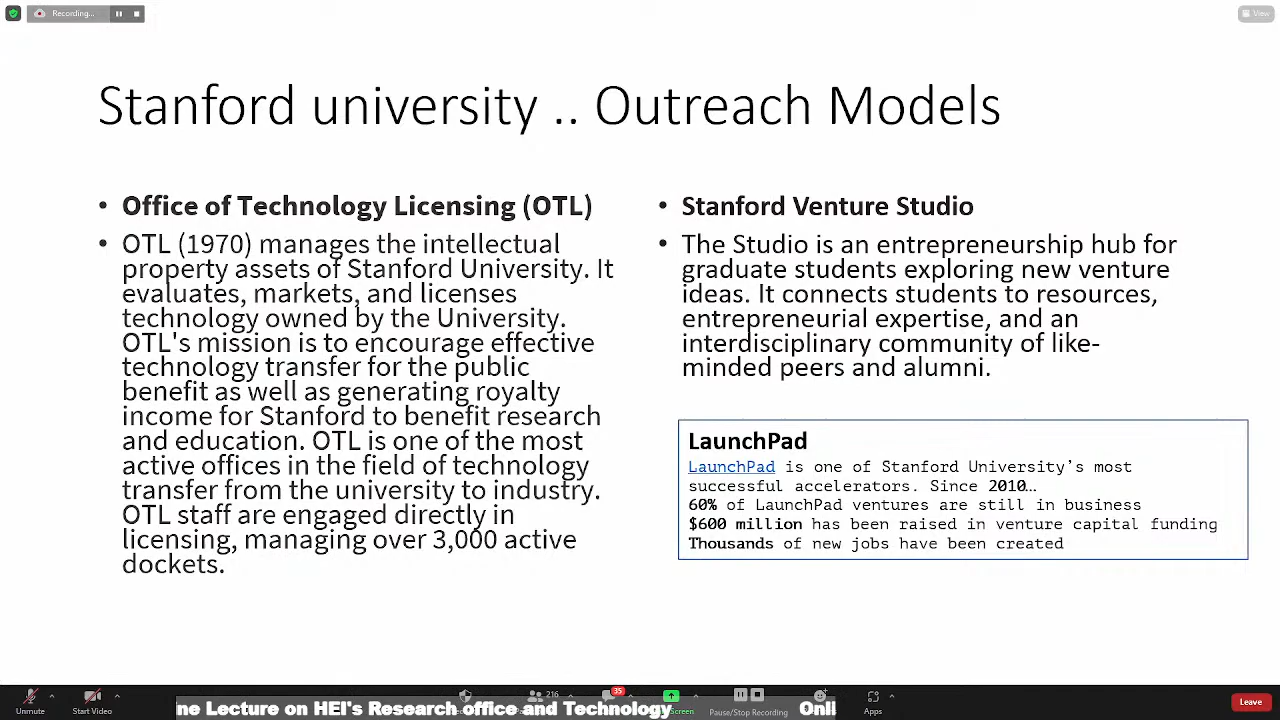 Recording...
View
Stanford university .. Outreach Models
• Office of Technology Licensing (OTL)
• OTL (1970) manages the intellectual
property assets of Stanford University. It
evaluates, markets, and licenses
technology owned by the University.
OTL's mission is to encourage effective
technology transfer for the public
benefit as well as generating royalty
income for Stanford to benefit research
and education. OTL is one of the most
active offices in the field of technology
transfer from the university to industry.
OTL staff are engaged directly in
licensing, managing over 3,000 active
dockets.
• Stanford Venture Studio
• The Studio is an entrepreneurship hub for
graduate students exploring new venture
ideas. It connects students to resources,
entrepreneurial expertise, and an
interdisciplinary community of like-
minded peers and alumni.
LaunchPad
LaunchPad is one of Stanford University’s most
successful accelerators. Since 2010…
60% of LaunchPad ventures are still in business
$600 million has been raised in venture capital funding
Thousands of new jobs have been created
216
35
Unmute
Start Video
Screen
Pause/Stop Recording
Apps
Leave
ne Lecture on HEI's Research office and Technology
Onli